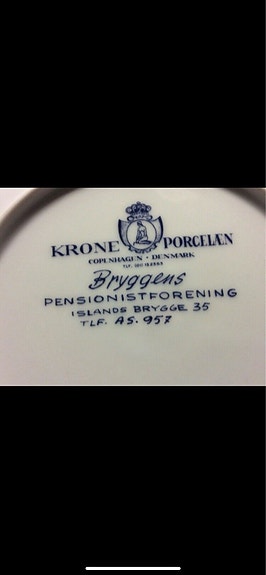 KRONE PORCELÆN
COPENHAGEN · DENMARK
Bryggens
PENSIONISTFORENING
ISLANDS BRYGGE 35
TLF. AS. 957